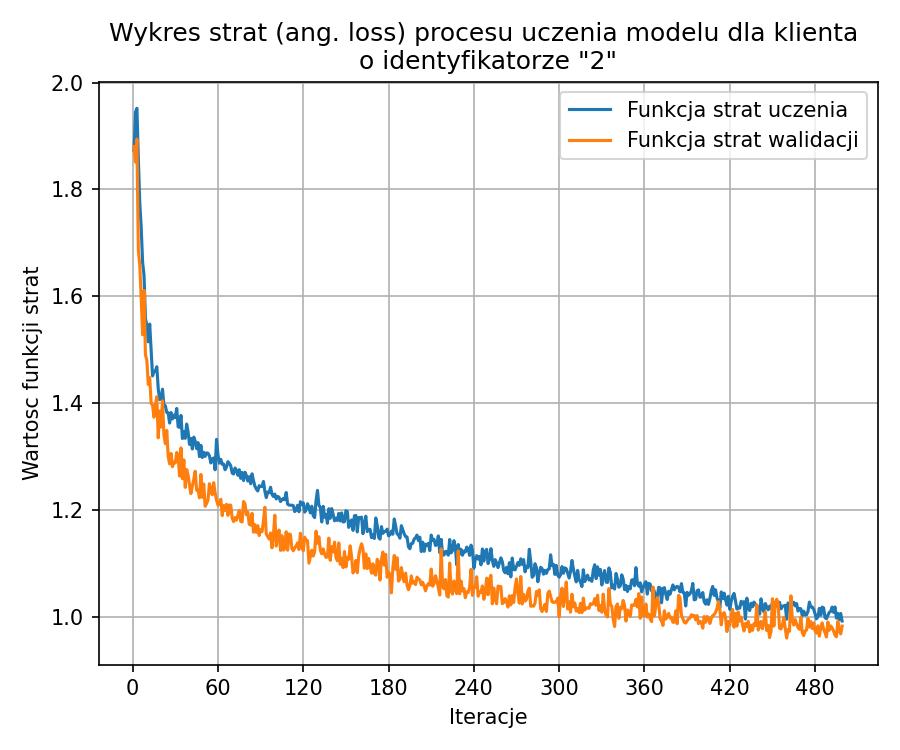 Wykres strat (ang. loss) procesu uczenia modelu dla klienta
o identyfikatorze "2"
Funkcja strat uczenia
Funkcja strat walidacji
Wartosc funkcji strat
2.0
1.8
1.6
1.4
1.2
1.0
0 60 120 180 240 300 360 420 480
Iteracje